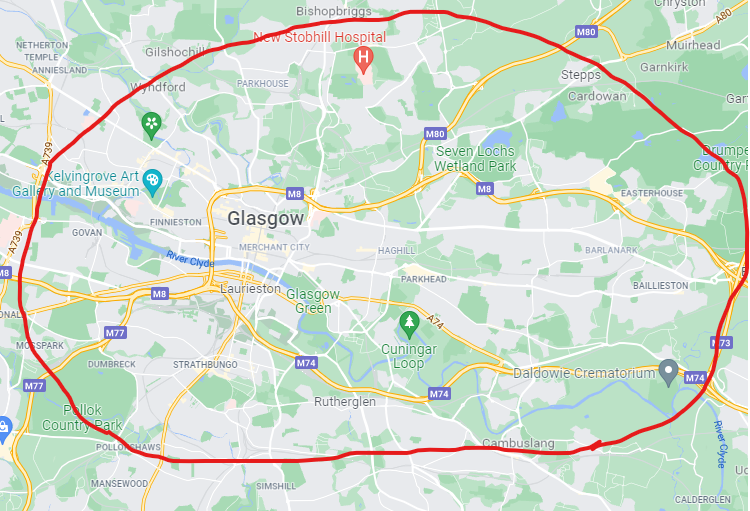 Bishopbriggs
Chryston
A80
M80
NETHERTON
TEMPLE
ANNIESLAND
Gilshochill
New Stobhill Hospital
H
Muirhead
Garnkirk
Stepps
Cardowan
Wyndford
PARKHOUSE
A739
M80
Seven Lochs
Wetland Park
Kelvingrove Art
Gallery and Museum
M8
M8
EASTERHOUSE
Glasgow
FINNIESTON
GOVAN
MERCHANT CITY
HAGHILL
BARLANARK
A739
River Clyde
M8
M8
Laurieston
Glasgow
Green
PARKHEAD
BAILLIESTON
A74
M77
MOSSPARK
DUMBRECK
STRATHBUNGO
M74
Cuningar
Loop
M73
Daldowie Crematorium
M74
M77
M74
Rutherglen
Pollok
Country Park
POLLOKSHAWS
Cambuslang
River Clyde
MANSEWOOD
SIMSHILL
CALDERGLEN